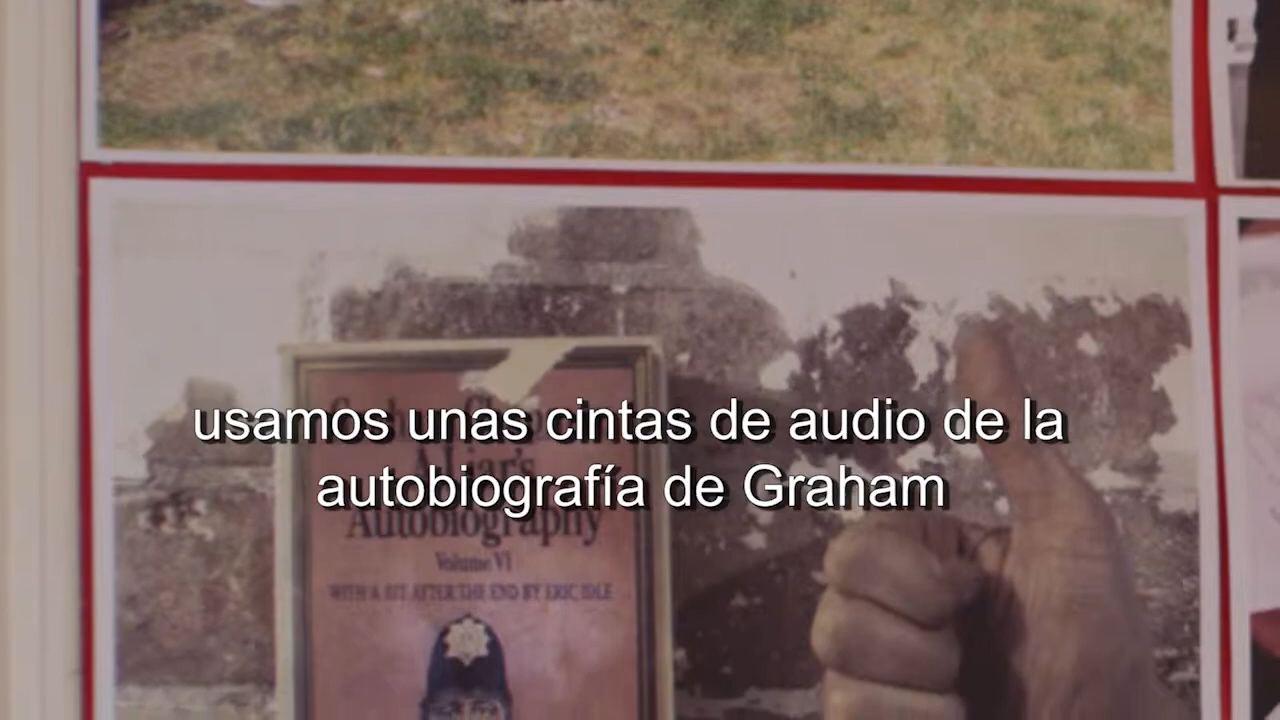 usamos unas cintas de audio de la
autobiografía de Graham
A Liar's
Autobiography
Volume VI
WITH A BIT AFTER THE END BY ERIC IDLE